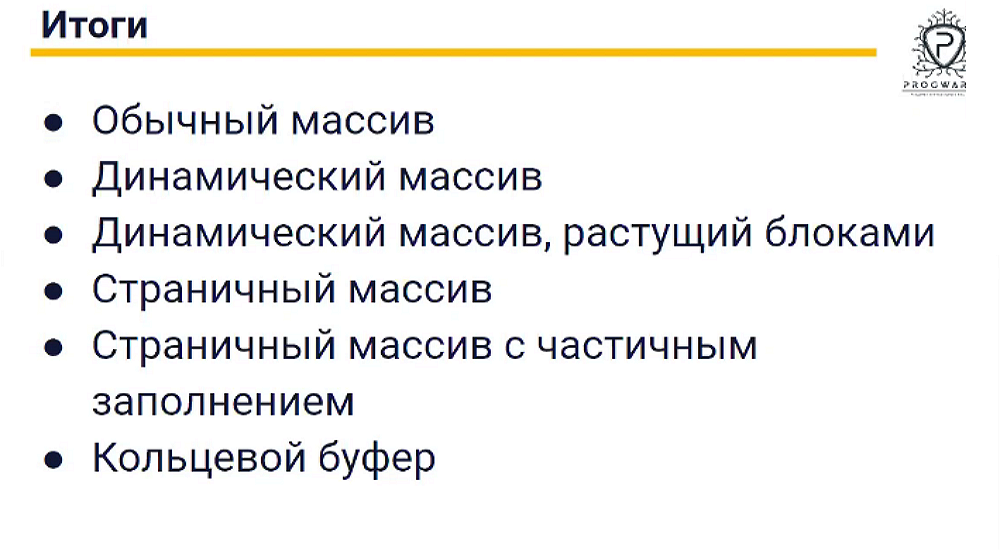 Итоги
PROGWAR
● Обычный массив
● Динамический массив
● Динамический массив, растущий блоками
● Страничный массив
● Страничный массив с частичным
заполнением
● Кольцевой буфер